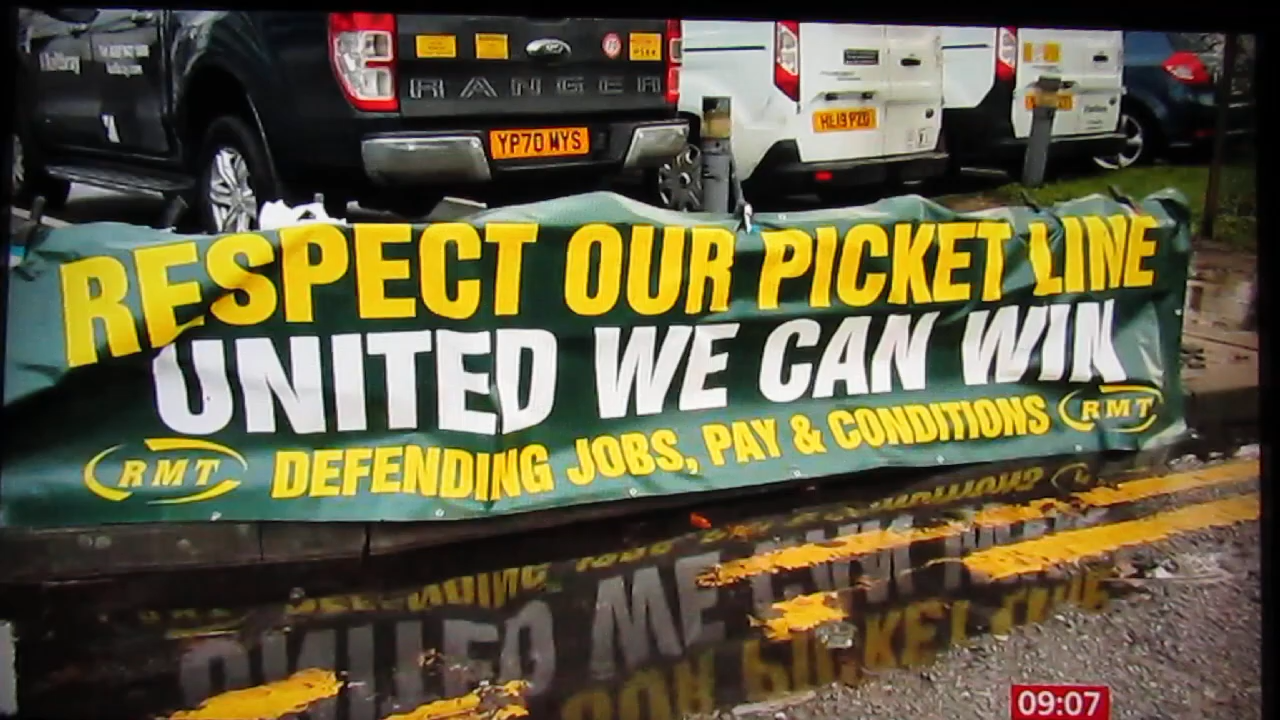 RANGER
YP70 MYS
HL19 PZO
RESPECT OUR PICKET LINE
UNITED WE CAN WIN
RMT
DEFENDING JOBS, PAY & CONDITIONS
RMT
09:07